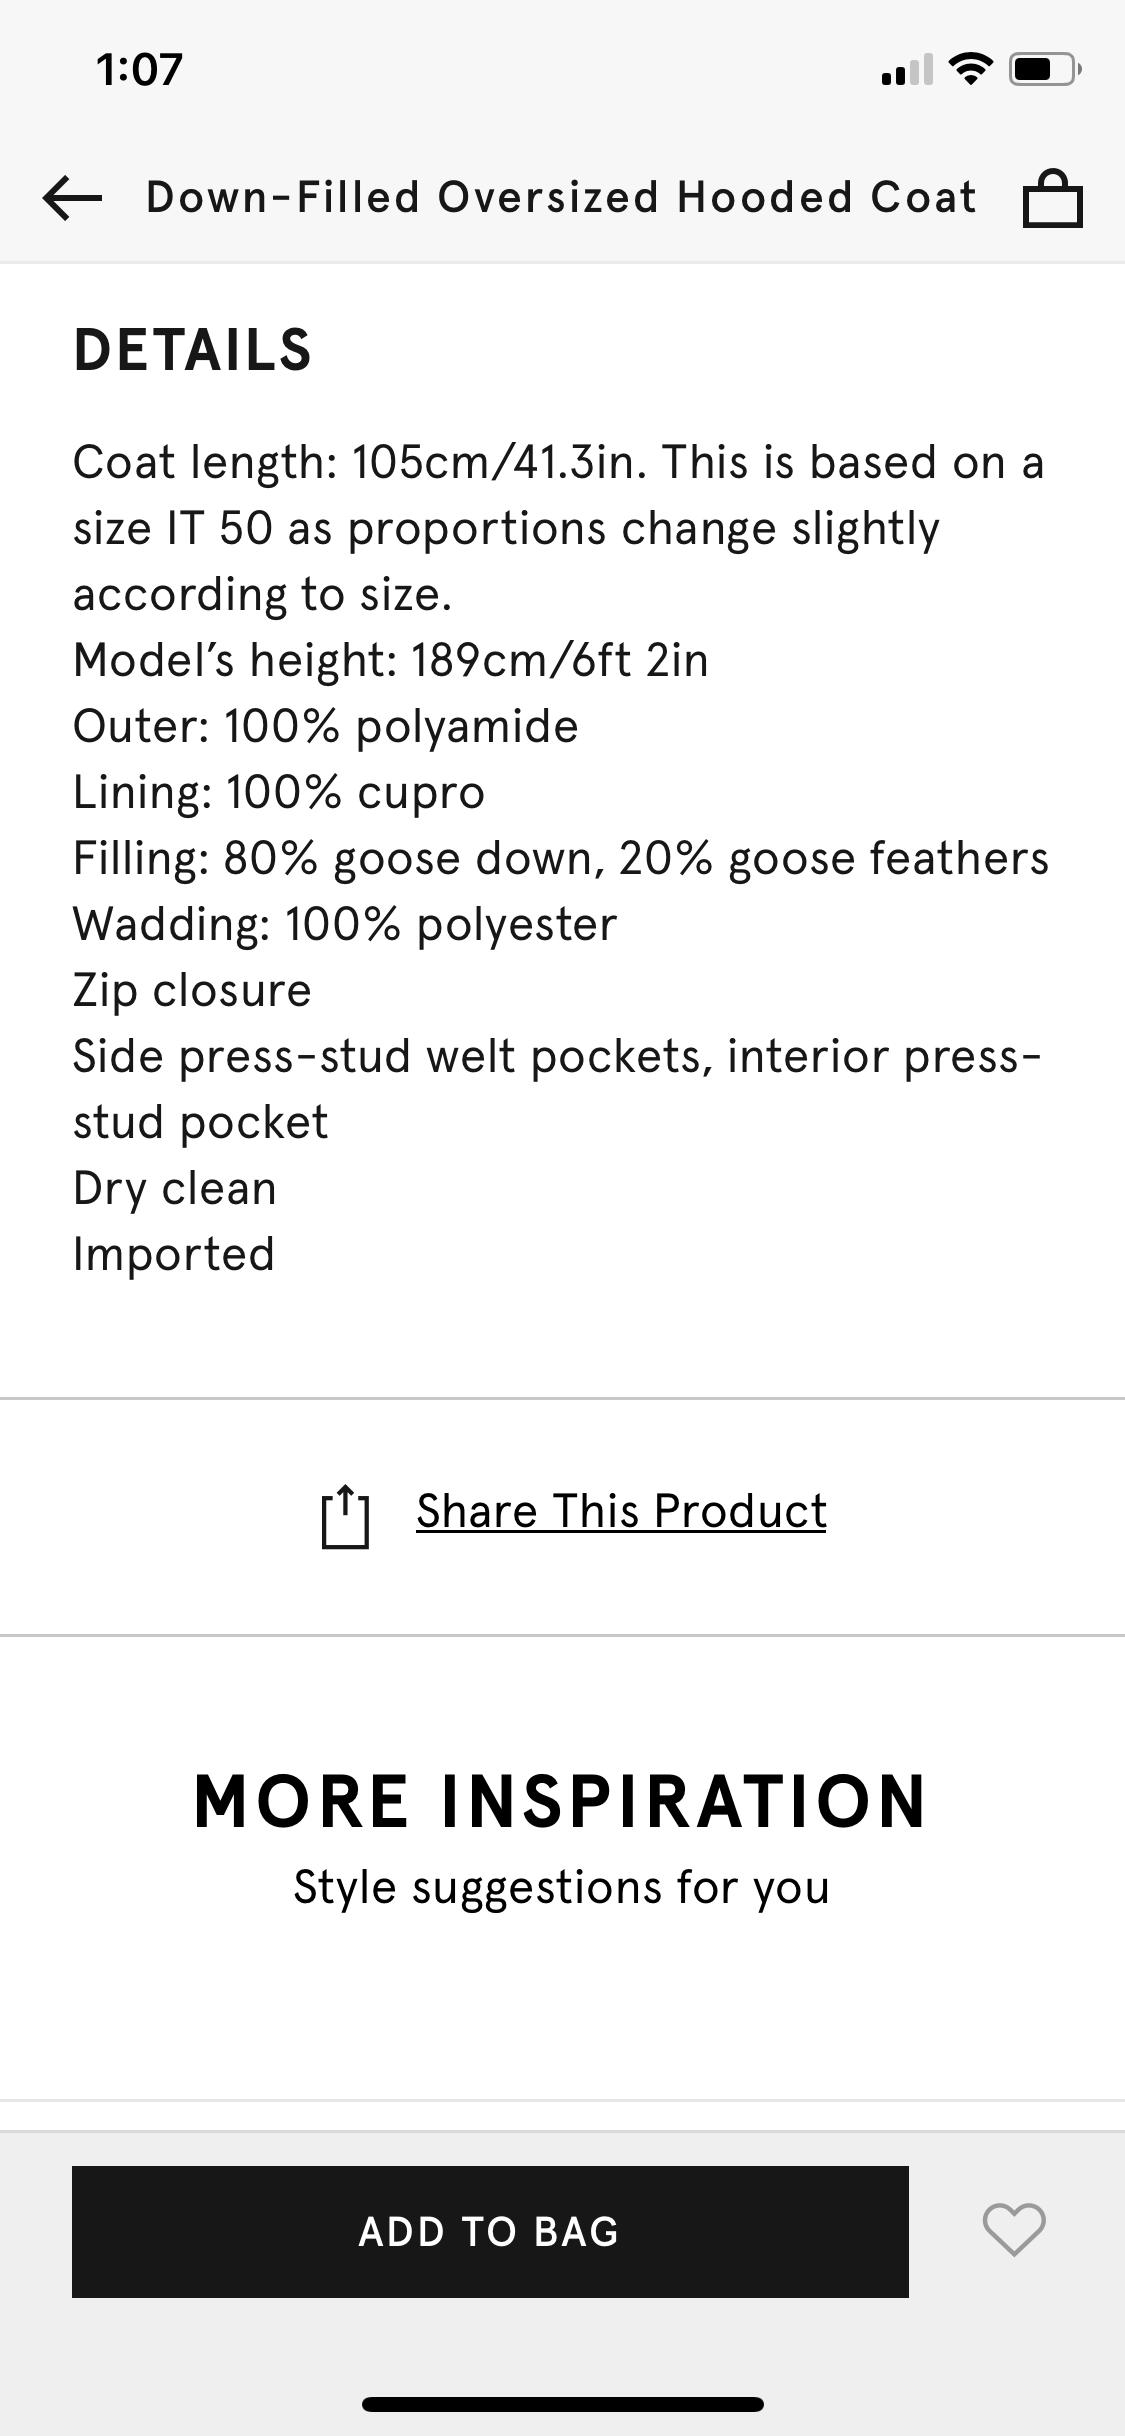 1:07
Down-Filled Oversized Hooded Coat
DETAILS
Coat length: 105cm/41.3in. This is based on a
size IT 50 as proportions change slightly
according to size.
Model’s height: 189cm/6ft 2in
Outer: 100% polyamide
Lining: 100% cupro
Filling: 80% goose down, 20% goose feathers
Wadding: 100% polyester
Zip closure
Side press-stud welt pockets, interior press-
stud pocket
Dry clean
Imported
Share This Product
MORE INSPIRATION
Style suggestions for you
ADD TO BAG